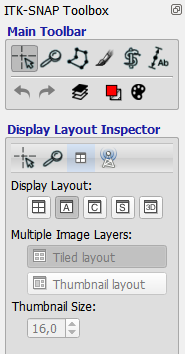 ITK-SNAP Toolbox
Main Toolbar
Ab
Display Layout Inspector
Display Layout:
A C S 3D
Multiple Image Layers:
Tiled layout
Thumbnail layout
Thumbnail Size:
16,0